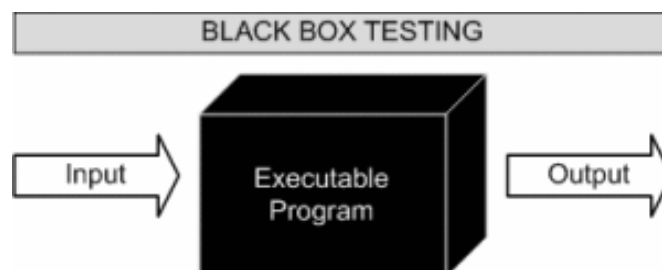 BLACK BOX TESTING
Input
Executable
Program
Output